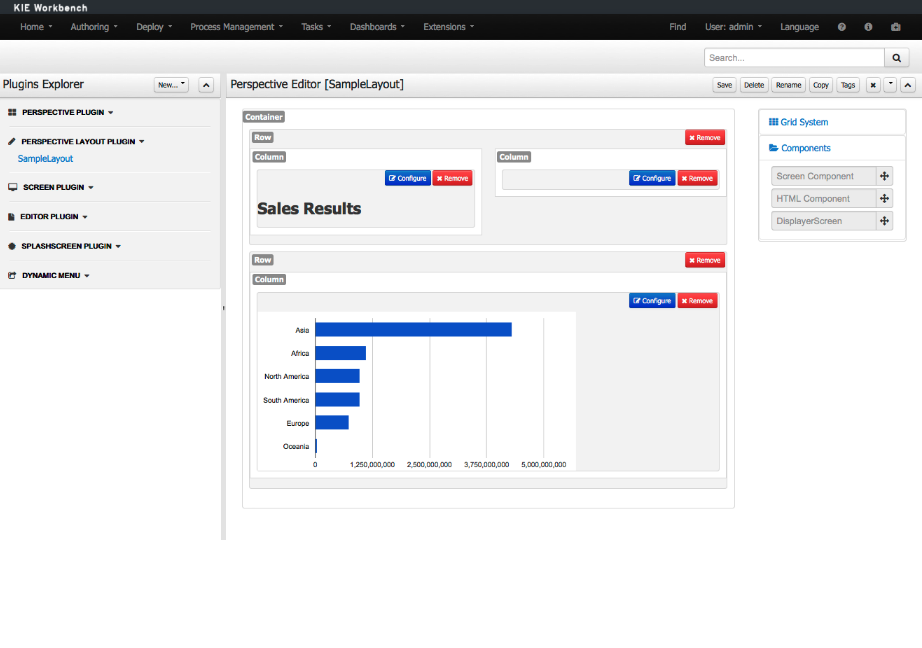 KIE Workbench
Home Authoring Deploy Process Management Tasks Dashboards Extensions Find User: admin Language
Search...
Plugins Explorer New...
PERSPECTIVE PLUGIN
PERSPECTIVE LAYOUT PLUGIN
SampleLayout
SCREEN PLUGIN
EDITOR PLUGIN
SPLASHSCREEN PLUGIN
DYNAMIC MENU
Perspective Editor [SampleLayout] Save Delete Rename Copy Tags
Container
Row Remove
Column
Configure Remove
Sales Results
Column
Configure Remove
Row Remove
Column
Configure Remove
Asia
Africa
North America
South America
Europe
Oceania
0 1,250,000,000 2,500,000,000 3,750,000,000 5,000,000,000
Grid System
Components
Screen Component
HTML Component
DisplayerScreen